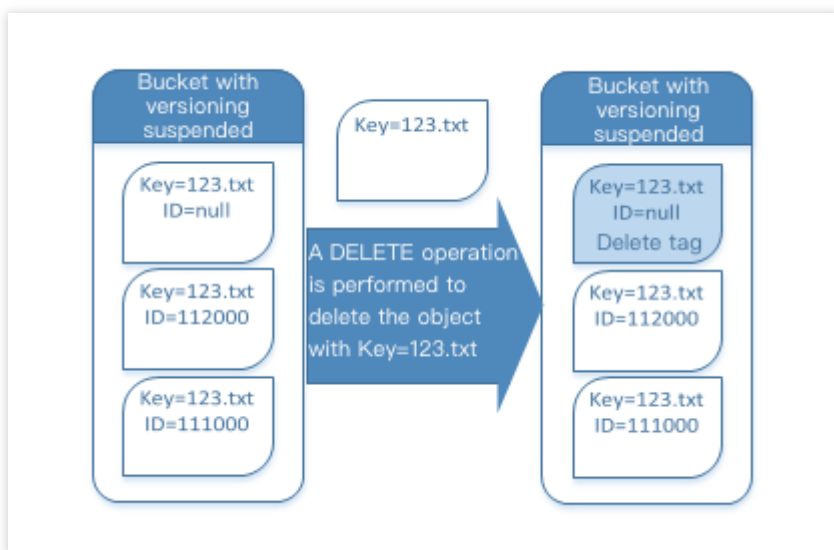 Bucket with
versioning
suspended
Key=123.txt
ID=null
Key=123.txt
ID=112000
Key=123.txt
ID=111000
Key=123.txt
A DELETE operation
is performed to
delete the object
with Key=123.txt
Bucket with
versioning
suspended
Key=123.txt
ID=null
Delete tag
Key=123.txt
ID=112000
Key=123.txt
ID=111000